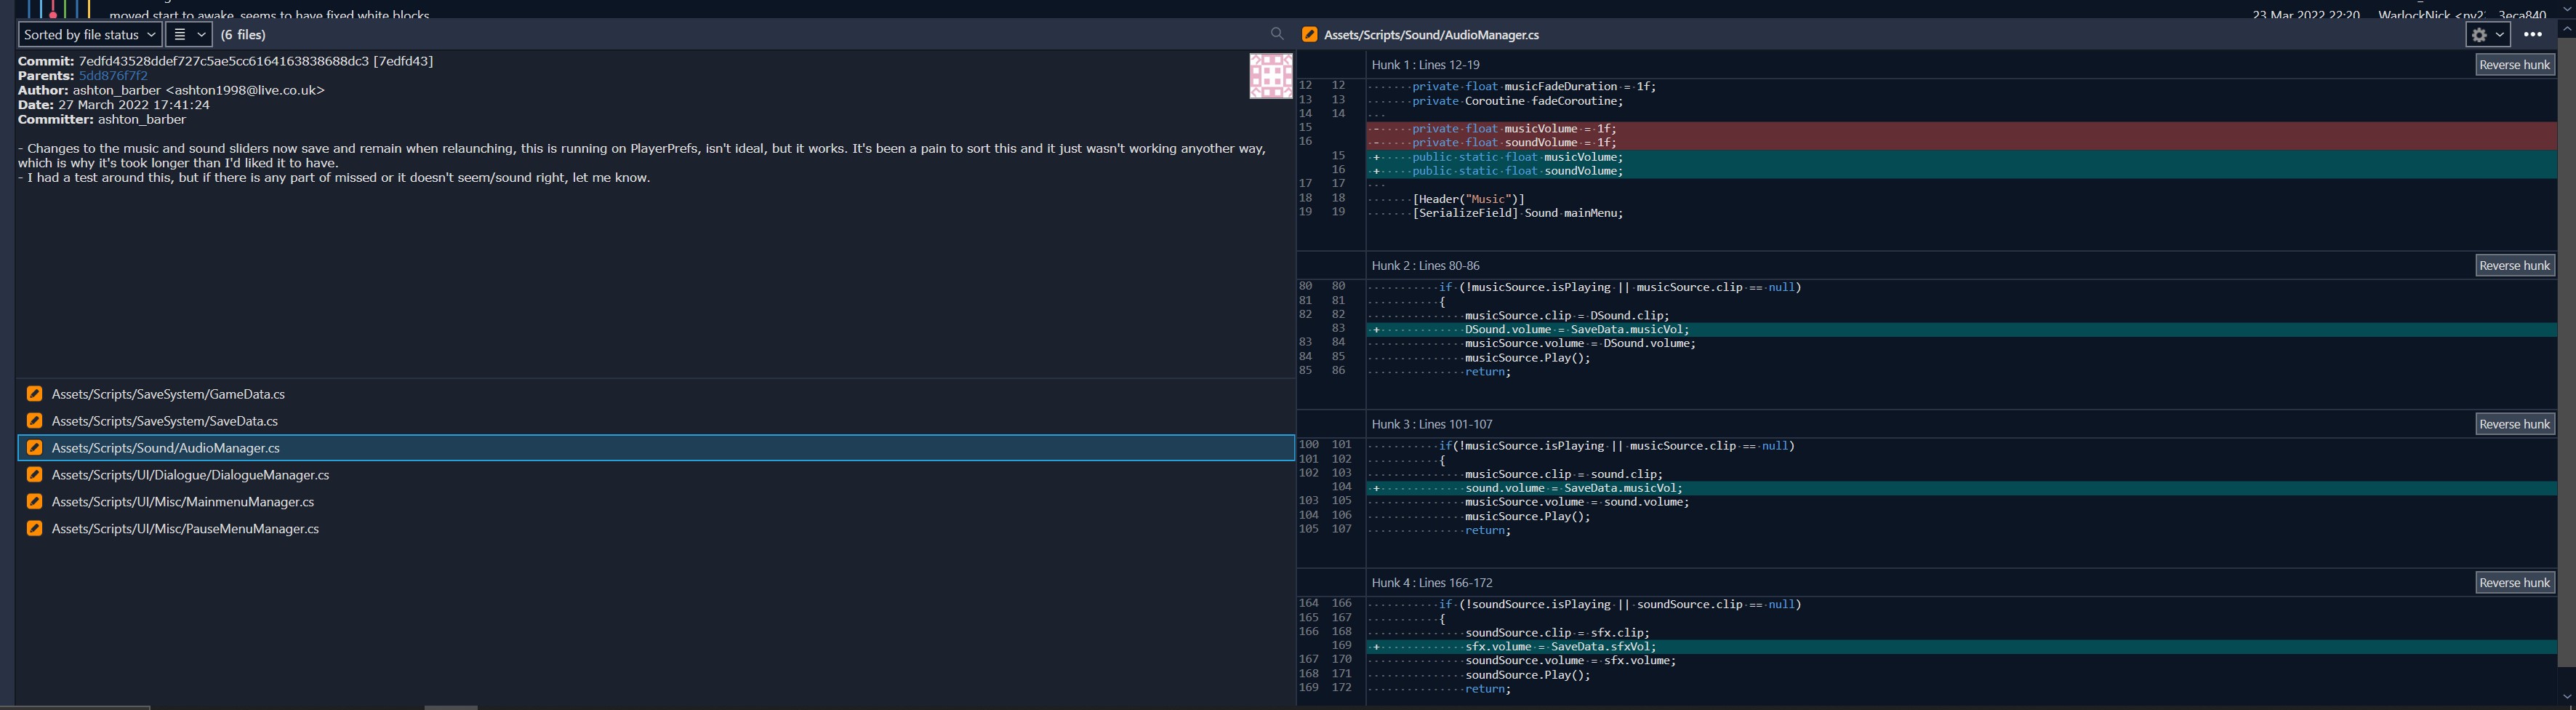 moved start to awake, seems to have fixed white blocks
23 Mar 2022 22:20 WarlockNick <nv2: 3eca840
Sorted by file status
(6 files)
Assets/Scripts/Sound/AudioManager.cs
Commit: 7edfd43528ddef727c5ae5cc6164163838688dc3 [7edfd43]
Parents: 5dd876f7f2
Author: ashton_barber <ashton1998@live.co.uk>
Date: 27 March 2022 17:41:24
Committer: ashton_barber
- Changes to the music and sound sliders now save and remain when relaunching, this is running on PlayerPrefs, isn't ideal, but it works. It's been a pain to sort this and it just wasn't working anyother way,
which is why it's took longer than I'd liked it to have.
- I had a test around this, but if there is any part of missed or it doesn't seem/sound right, let me know.
Assets/Scripts/SaveSystem/GameData.cs
Assets/Scripts/SaveSystem/SaveData.cs
Assets/Scripts/Sound/AudioManager.cs
Assets/Scripts/UI/Dialogue/DialogueManager.cs
Assets/Scripts/UI/Misc/MainmenuManager.cs
Assets/Scripts/UI/Misc/PauseMenuManager.cs
Hunk 1 : Lines 12-19
Reverse hunk
12 12 private float musicFadeDuration = 1f;
13 13 private Coroutine fadeCoroutine;
14 14
15 - private float musicVolume = 1f;
16 - private float soundVolume = 1f;
15 + public static float musicVolume;
16 + public static float soundVolume;
17 17
18 18 [Header("Music")]
19 19 [SerializeField] Sound mainMenu;
Hunk 2 : Lines 80-86
Reverse hunk
80 80 if (!musicSource.isPlaying || musicSource.clip == null)
81 81 {
82 82 musicSource.clip = DSound.clip;
83 + DSound.volume = SaveData.musicVol;
83 84 musicSource.volume = DSound.volume;
84 85 musicSource.Play();
85 86 return;
Hunk 3 : Lines 101-107
Reverse hunk
100 101 if(!musicSource.isPlaying || musicSource.clip == null)
101 102 {
102 103 musicSource.clip = sound.clip;
104 + sound.volume = SaveData.musicVol;
103 105 musicSource.volume = sound.volume;
104 106 musicSource.Play();
105 107 return;
Hunk 4 : Lines 166-172
Reverse hunk
164 166 if (!soundSource.isPlaying || soundSource.clip == null)
165 167 {
166 168 soundSource.clip = sfx.clip;
169 + sfx.volume = SaveData.sfxVol;
167 170 soundSource.volume = sfx.volume;
168 171 soundSource.Play();
169 172 return;